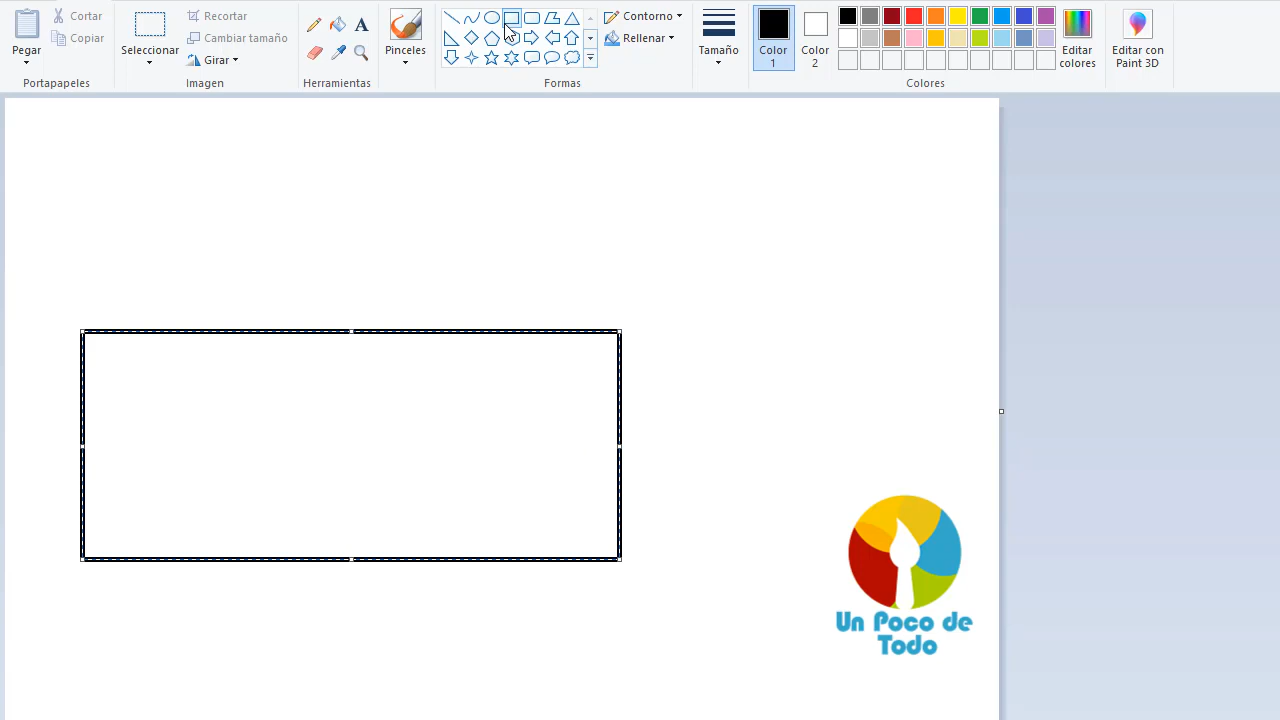 Pegar
Portapapeles
Cortar
Copiar
Seleccionar
Recortar
Cambiar tamaño
Girar
Imagen
A
Herramientas
Pinceles
Formas
Contorno
Rellenar
Tamaño
Color
1
Color
2
Colores
Editar
colores
Editar con
Paint 3D
Un Poco de
Todo